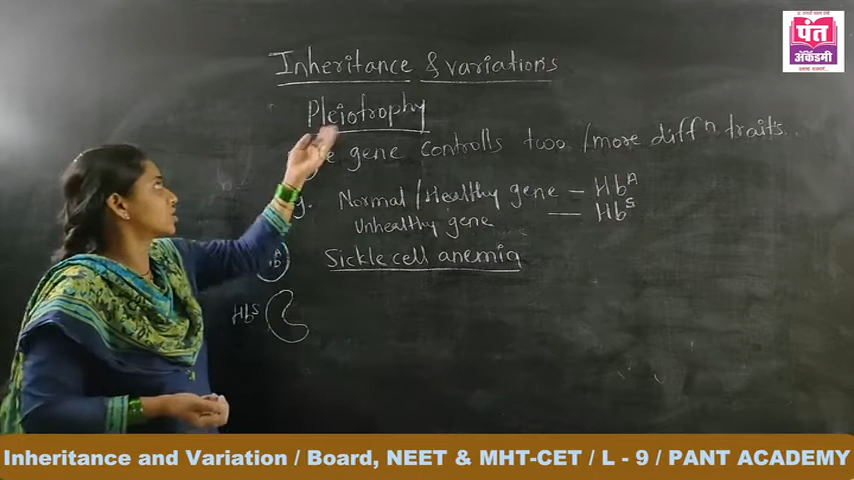 Inheritance & variations
Pleiotrophy
gene controlls two /more diffⁿ traits..
Normal / Healthy gene – Hbᴬ
Unhealthy gene — Hbˢ
Sickle cell anemia
Hbˢ
पंत
अ‍ॅकॅडमी
Inheritance and Variation / Board, NEET & MHT-CET / L - 9 / PANT ACADEMY